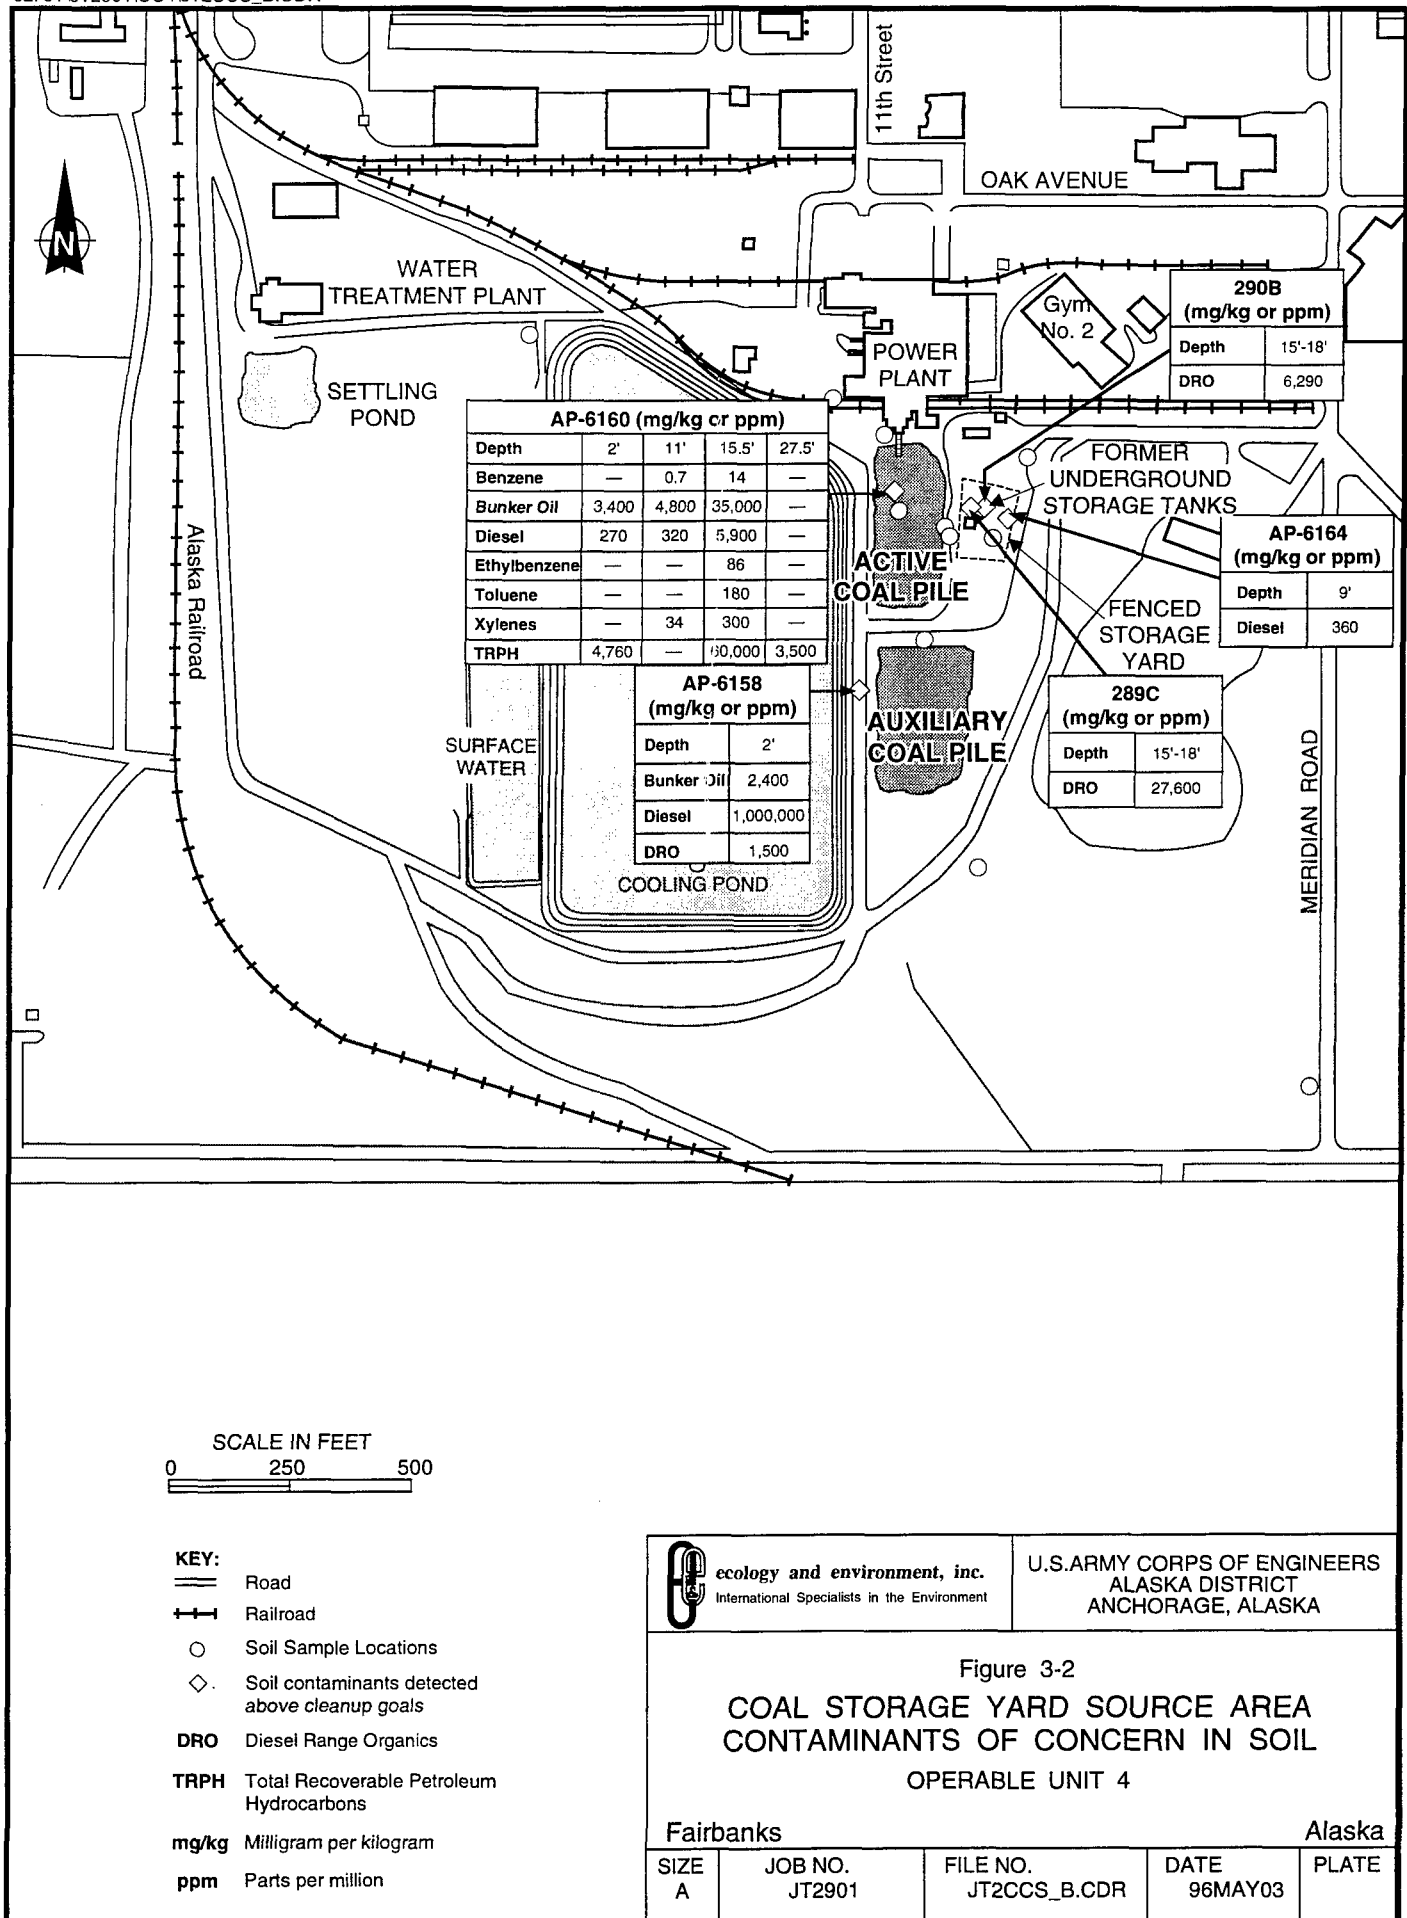 11th Street
OAK AVENUE
N
WATER
TREATMENT PLANT
Gym
No. 2
290B
(mg/kg or ppm)
Depth 15'-18'
DRO 6,290
POWER
PLANT
SETTLING
POND
AP-6160 (mg/kg or ppm)
Depth 2' 11' 15.5' 27.5'
Benzene — 0.7 14 —
Bunker Oil 3,400 4,800 35,000 —
Diesel 270 320 5,900 —
Ethylbenzene — — 86 —
Toluene — — 180 —
Xylenes — 34 300 —
TRPH 4,760 — 60,000 3,500
FORMER
UNDERGROUND
STORAGE TANKS
AP-6164
(mg/kg or ppm)
Depth 9'
Diesel 360
ACTIVE
COAL PILE
FENCED
STORAGE
YARD
Alaska Railroad
AP-6158
(mg/kg or ppm)
Depth 2'
Bunker Oil 2,400
Diesel 1,000,000
DRO 1,500
AUXILIARY
COAL PILE
289C
(mg/kg or ppm)
Depth 15'-18'
DRO 27,600
SURFACE
WATER
MERIDIAN ROAD
COOLING POND
SCALE IN FEET
0 250 500
KEY:
Road
Railroad
Soil Sample Locations
Soil contaminants detected
above cleanup goals
DRO Diesel Range Organics
TRPH Total Recoverable Petroleum
Hydrocarbons
mg/kg Milligram per kilogram
ppm Parts per million
ecology and environment, inc.
International Specialists in the Environment
U.S.ARMY CORPS OF ENGINEERS
ALASKA DISTRICT
ANCHORAGE, ALASKA
Figure 3-2
COAL STORAGE YARD SOURCE AREA
CONTAMINANTS OF CONCERN IN SOIL
OPERABLE UNIT 4
Fairbanks Alaska
SIZE JOB NO. FILE NO. DATE PLATE
A JT2901 JT2CCS_B.CDR 96MAY03